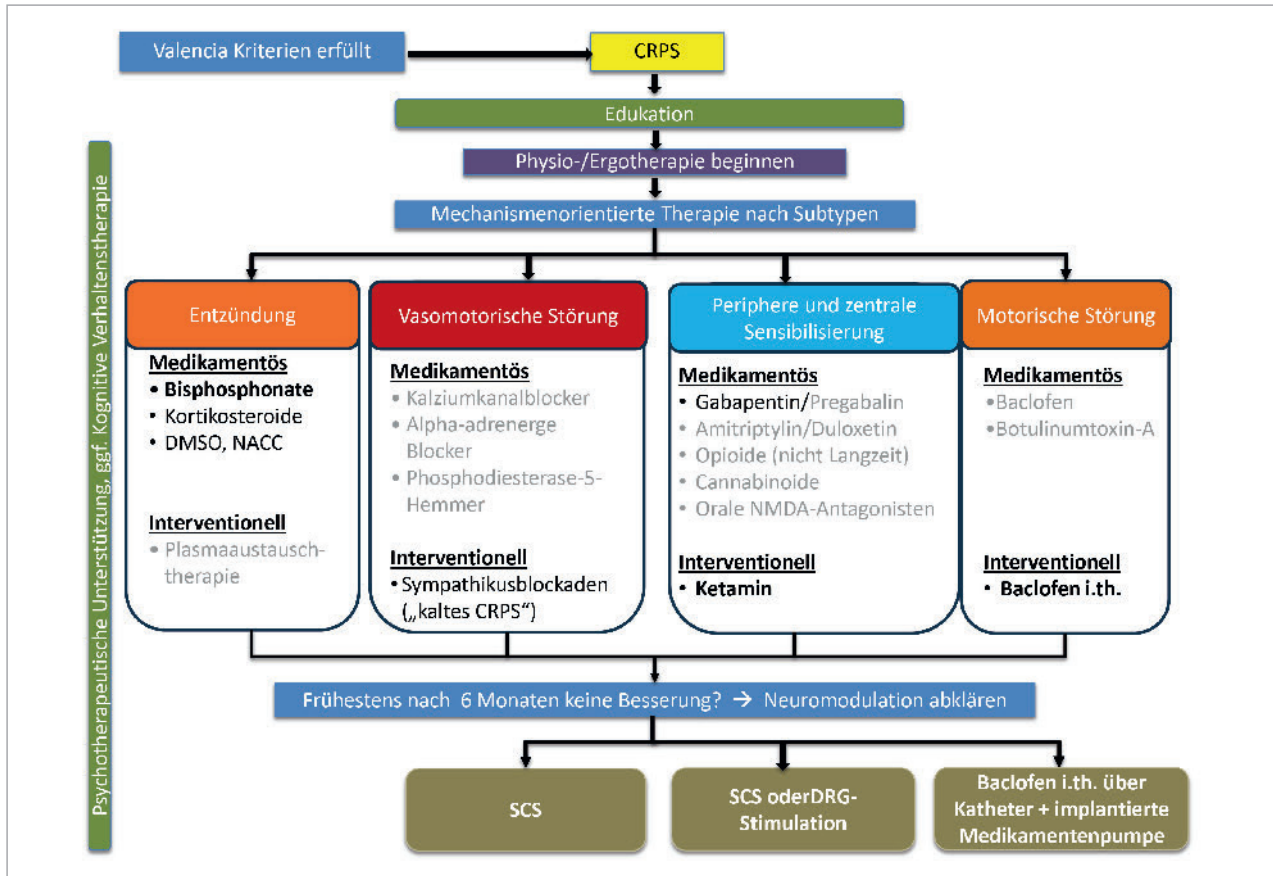 Valencia Kriterien erfüllt
CRPS
Edukation
Physio-/Ergotherapie beginnen
Mechanismenorientierte Therapie nach Subtypen
Psychotherapeutische Unterstützung, ggf. Kognitive Verhaltenstherapie
Entzündung
Medikamentös
• Bisphosphonate
• Kortikosteroide
• DMSO, NACC
Interventionell
• Plasmaaustausch-
therapie
Vasomotorische Störung
Medikamentös
• Kalziumkanalblocker
• Alpha-adrenerge
Blocker
• Phosphodiesterase-5-
Hemmer
Interventionell
• Sympathikusblockaden
(„kaltes CRPS“)
Periphere und zentrale
Sensibilisierung
Medikamentös
• Gabapentin/Pregabalin
• Amitriptylin/Duloxetin
• Opioide (nicht Langzeit)
• Cannabinoide
• Orale NMDA-Antagonisten
Interventionell
• Ketamin
Motorische Störung
Medikamentös
•Baclofen
•Botulinumtoxin-A
Interventionell
• Baclofen i.th.
Frühestens nach 6 Monaten keine Besserung? → Neuromodulation abklären
SCS
SCS oderDRG-
Stimulation
Baclofen i.th. über
Katheter + implantierte
Medikamentenpumpe